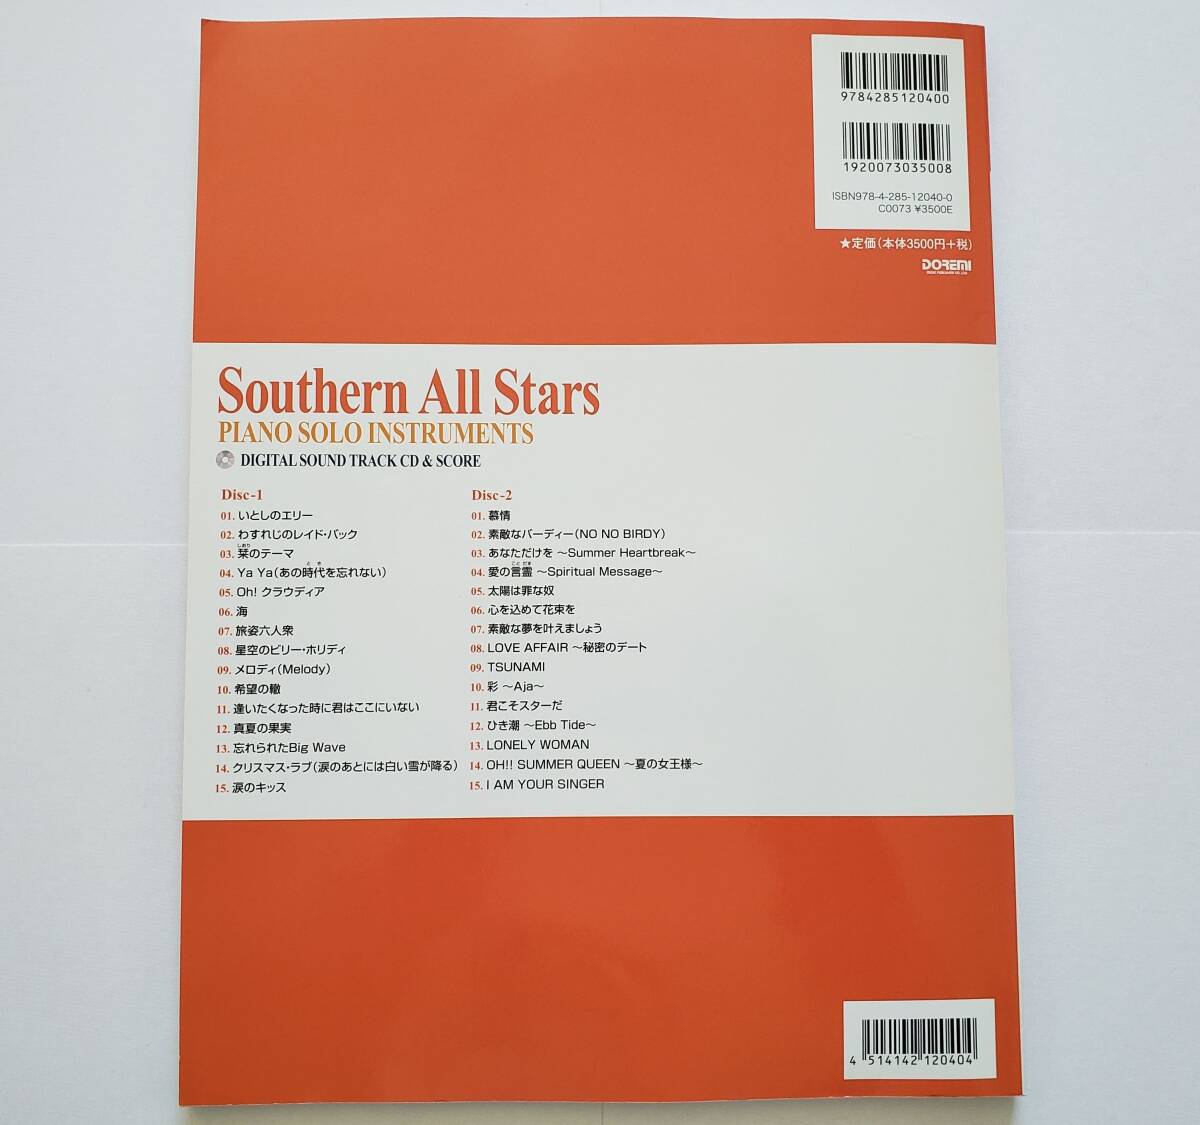 9784285120400
1920073035008
ISBN978-4-285-12040-0
C0073 ¥3500E
★定価(本体3500円+税)
DOREMI
Southern All Stars
PIANO SOLO INSTRUMENTS
DIGITAL SOUND TRACK CD & SCORE
Disc-1
01. いとしのエリー
02. わすれじのレイド・バック
しおり
03. 栞のテーマ
とき
04. Ya Ya(あの時代を忘れない)
05. Oh! クラウディア
06. 海
07. 旅姿六人衆
08. 星空のビリー・ホリディ
09. メロディ(Melody)
10. 希望の轍
11. 逢いたくなった時に君はここにいない
12. 真夏の果実
13. 忘れられたBig Wave
14. クリスマス・ラブ(涙のあとには白い雪が降る)
15. 涙のキッス
Disc-2
01. 慕情
02. 素敵なバーディー(NO NO BIRDY)
03. あなただけを ～Summer Heartbreak～
ことだま
04. 愛の言霊 ～Spiritual Message～
05. 太陽は罪な奴
06. 心を込めて花束を
07. 素敵な夢を叶えましょう
08. LOVE AFFAIR ～秘密のデート
09. TSUNAMI
10. 彩 ～Aja～
11. 君こそスターだ
12. ひき潮 ～Ebb Tide～
13. LONELY WOMAN
14. OH!! SUMMER QUEEN ～夏の女王様～
15. I AM YOUR SINGER
4 514142 120404